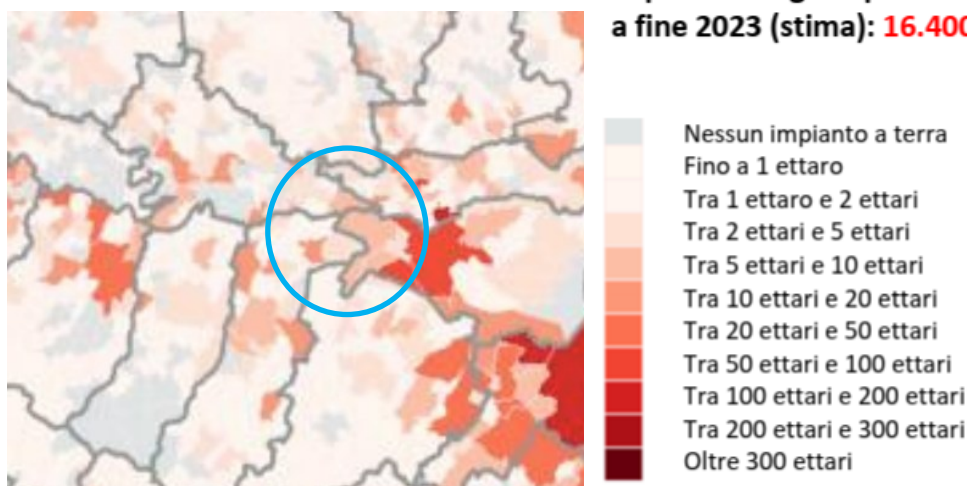 a fine 2023 (stima): 16.400
Nessun impianto a terra
Fino a 1 ettaro
Tra 1 ettaro e 2 ettari
Tra 2 ettari e 5 ettari
Tra 5 ettari e 10 ettari
Tra 10 ettari e 20 ettari
Tra 20 ettari e 50 ettari
Tra 50 ettari e 100 ettari
Tra 100 ettari e 200 ettari
Tra 200 ettari e 300 ettari
Oltre 300 ettari